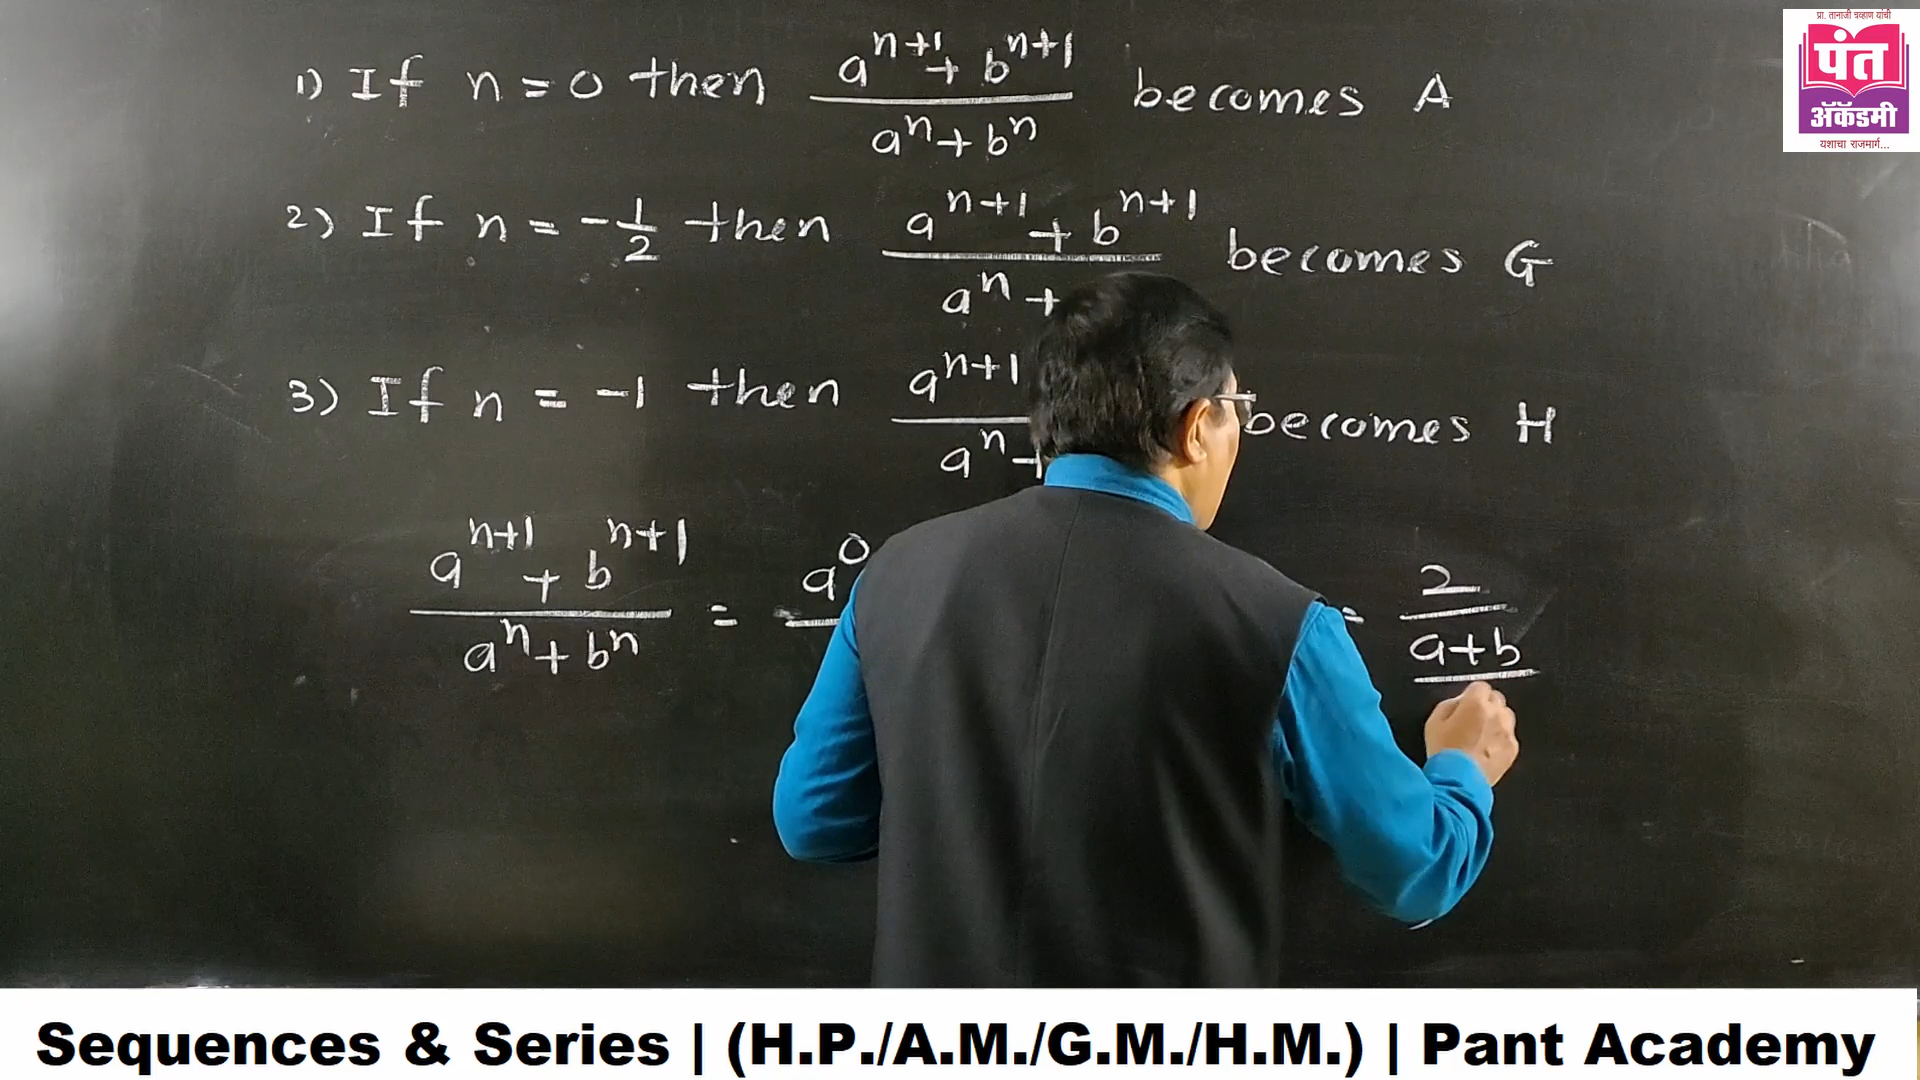 प्रा. तानाजी चव्हाण यांची
पंत
ॲकॅडमी
यशाचा राजमार्ग...
1) If n = 0 then (a^(n+1) + b^(n+1)) / (a^n + b^n) becomes A
2) If n = -1/2 then (a^(n+1) + b^(n+1)) / (a^n + becomes G
3) If n = -1 then a^(n+1) / a^n + becomes H
(a^(n+1) + b^(n+1)) / (a^n + b^n) = a^0 = 2 / (a+b)
Sequences & Series | (H.P./A.M./G.M./H.M.) | Pant Academy